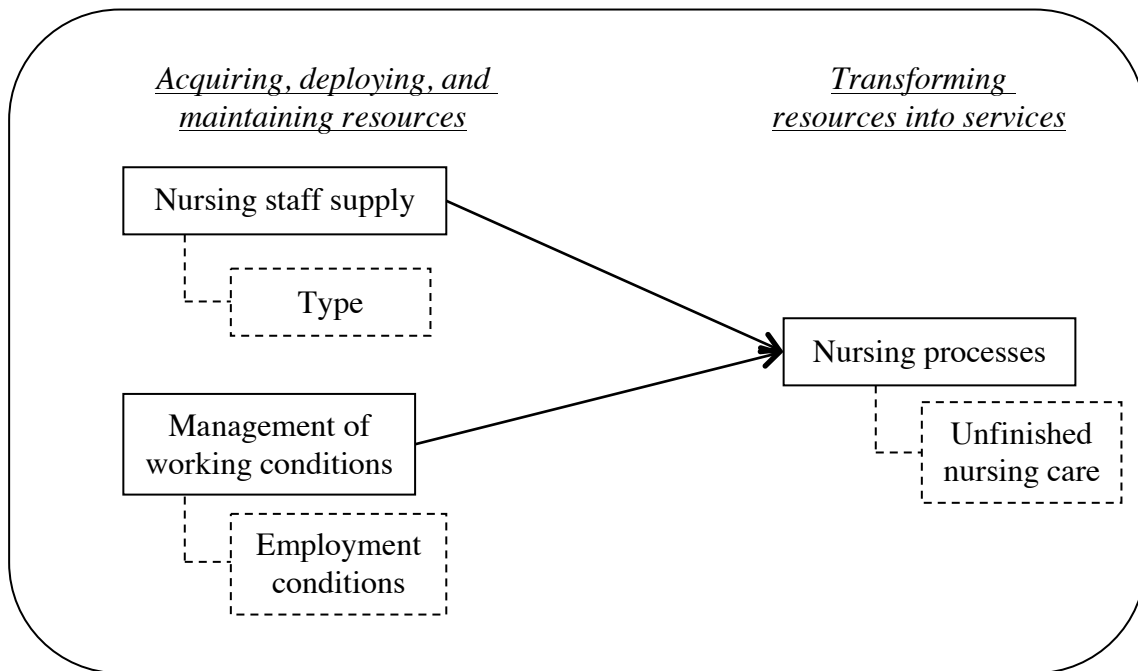 Acquiring, deploying, and
maintaining resources
Transforming
resources into services
Nursing staff supply
Type
Nursing processes
Management of
working conditions
Unfinished
nursing care
Employment
conditions